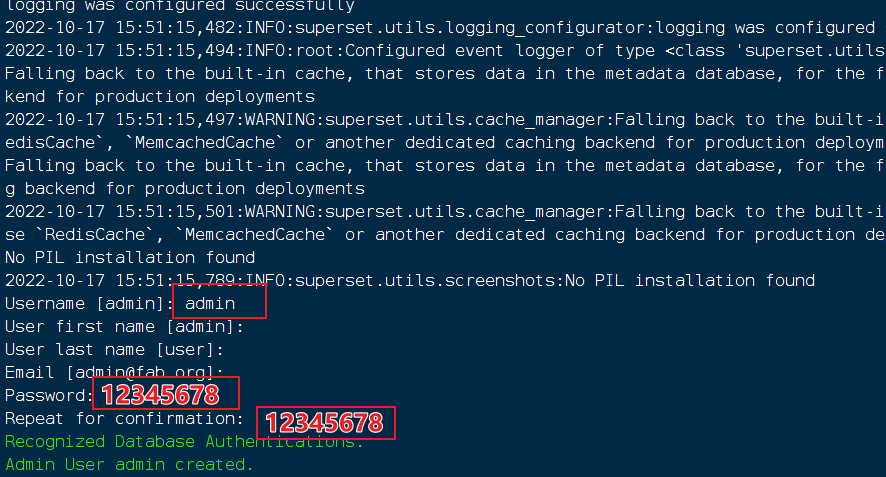 logging was configured successfully
2022-10-17 15:51:15,482:INFO:superset.utils.logging_configurator:logging was configured
2022-10-17 15:51:15,494:INFO:root:Configured event logger of type <class 'superset.utils
Falling back to the built-in cache, that stores data in the metadata database, for the f
kend for production deployments
2022-10-17 15:51:15,497:WARNING:superset.utils.cache_manager:Falling back to the built-i
edisCache`, `MemcachedCache` or another dedicated caching backend for production deploym
Falling back to the built-in cache, that stores data in the metadata database, for the f
g backend for production deployments
2022-10-17 15:51:15,501:WARNING:superset.utils.cache_manager:Falling back to the built-i
se `RedisCache`, `MemcachedCache` or another dedicated caching backend for production de
No PIL installation found
2022-10-17 15:51:15,789:INFO:superset.utils.screenshots:No PIL installation found
Username [admin]: admin
User first name [admin]:
User last name [user]:
Email [admin@fab.org]:
Password: 12345678
Repeat for confirmation: 12345678
Recognized Database Authentications.
Admin User admin created.